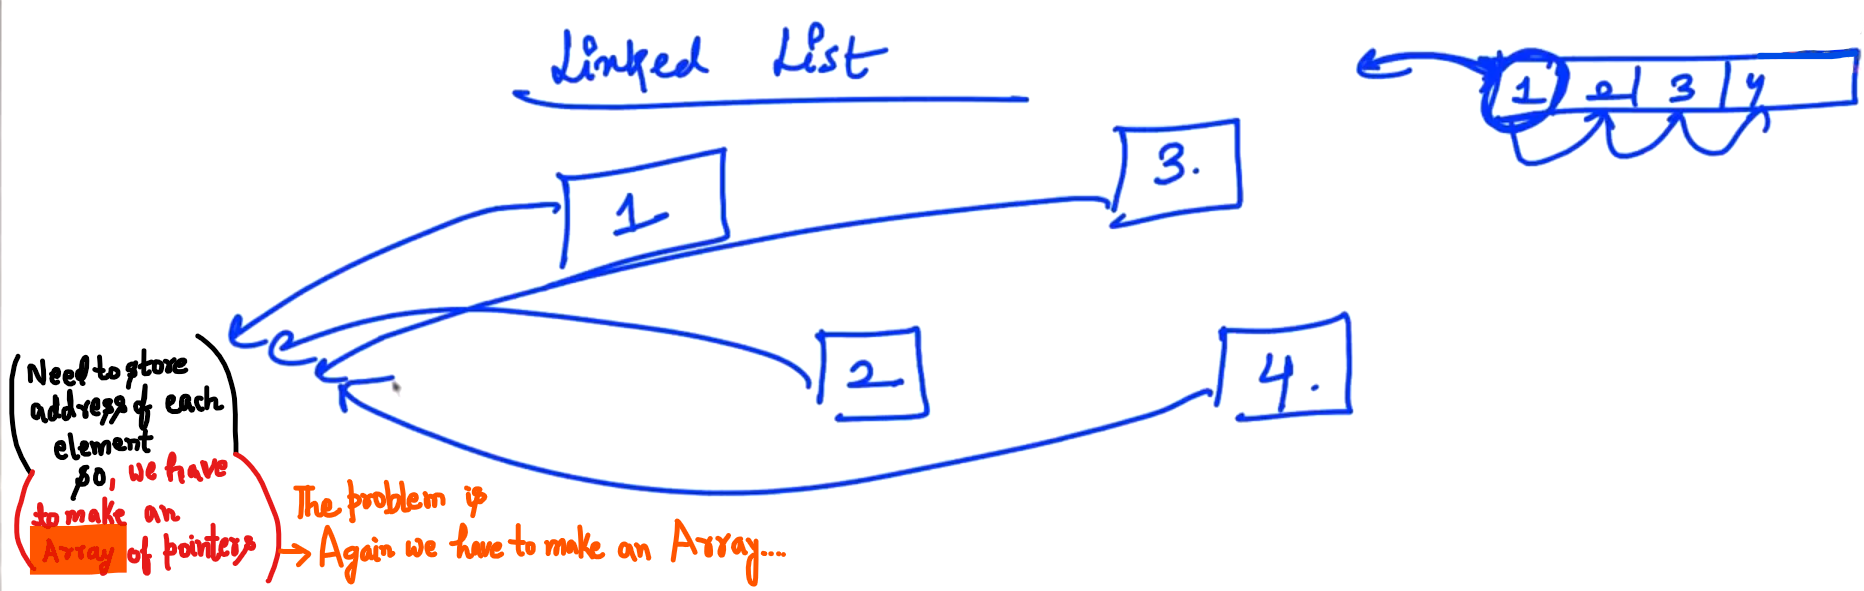 Linked List
1 2 3 4
1
3.
2
4.
Need to store
address of each
element
so, we have
to make an
Array of pointers
The problem is
→ Again we have to make an Array....